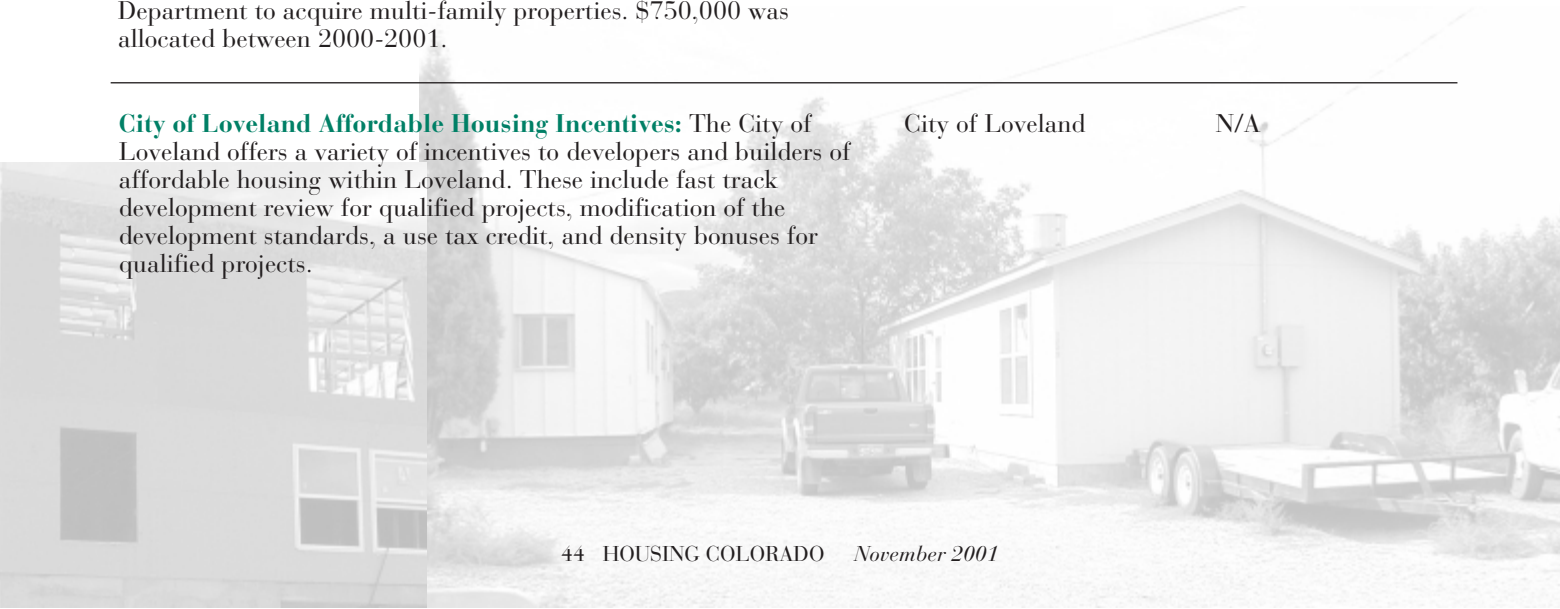 Department to acquire multi-family properties. $750,000 was
allocated between 2000-2001.
City of Loveland Affordable Housing Incentives: The City of
Loveland offers a variety of incentives to developers and builders of
affordable housing within Loveland. These include fast track
development review for qualified projects, modification of the
development standards, a use tax credit, and density bonuses for
qualified projects.
City of Loveland
N/A
44 HOUSING COLORADO November 2001